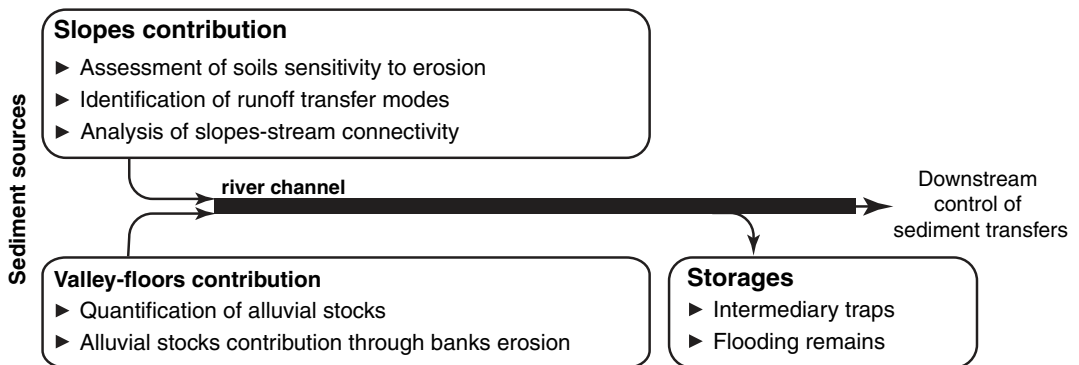 Sediment sources
Slopes contribution
► Assessment of soils sensitivity to erosion
► Identification of runoff transfer modes
► Analysis of slopes-stream connectivity
river channel
Downstream
control of
sediment transfers
Valley-floors contribution
► Quantification of alluvial stocks
► Alluvial stocks contribution through banks erosion
Storages
► Intermediary traps
► Flooding remains